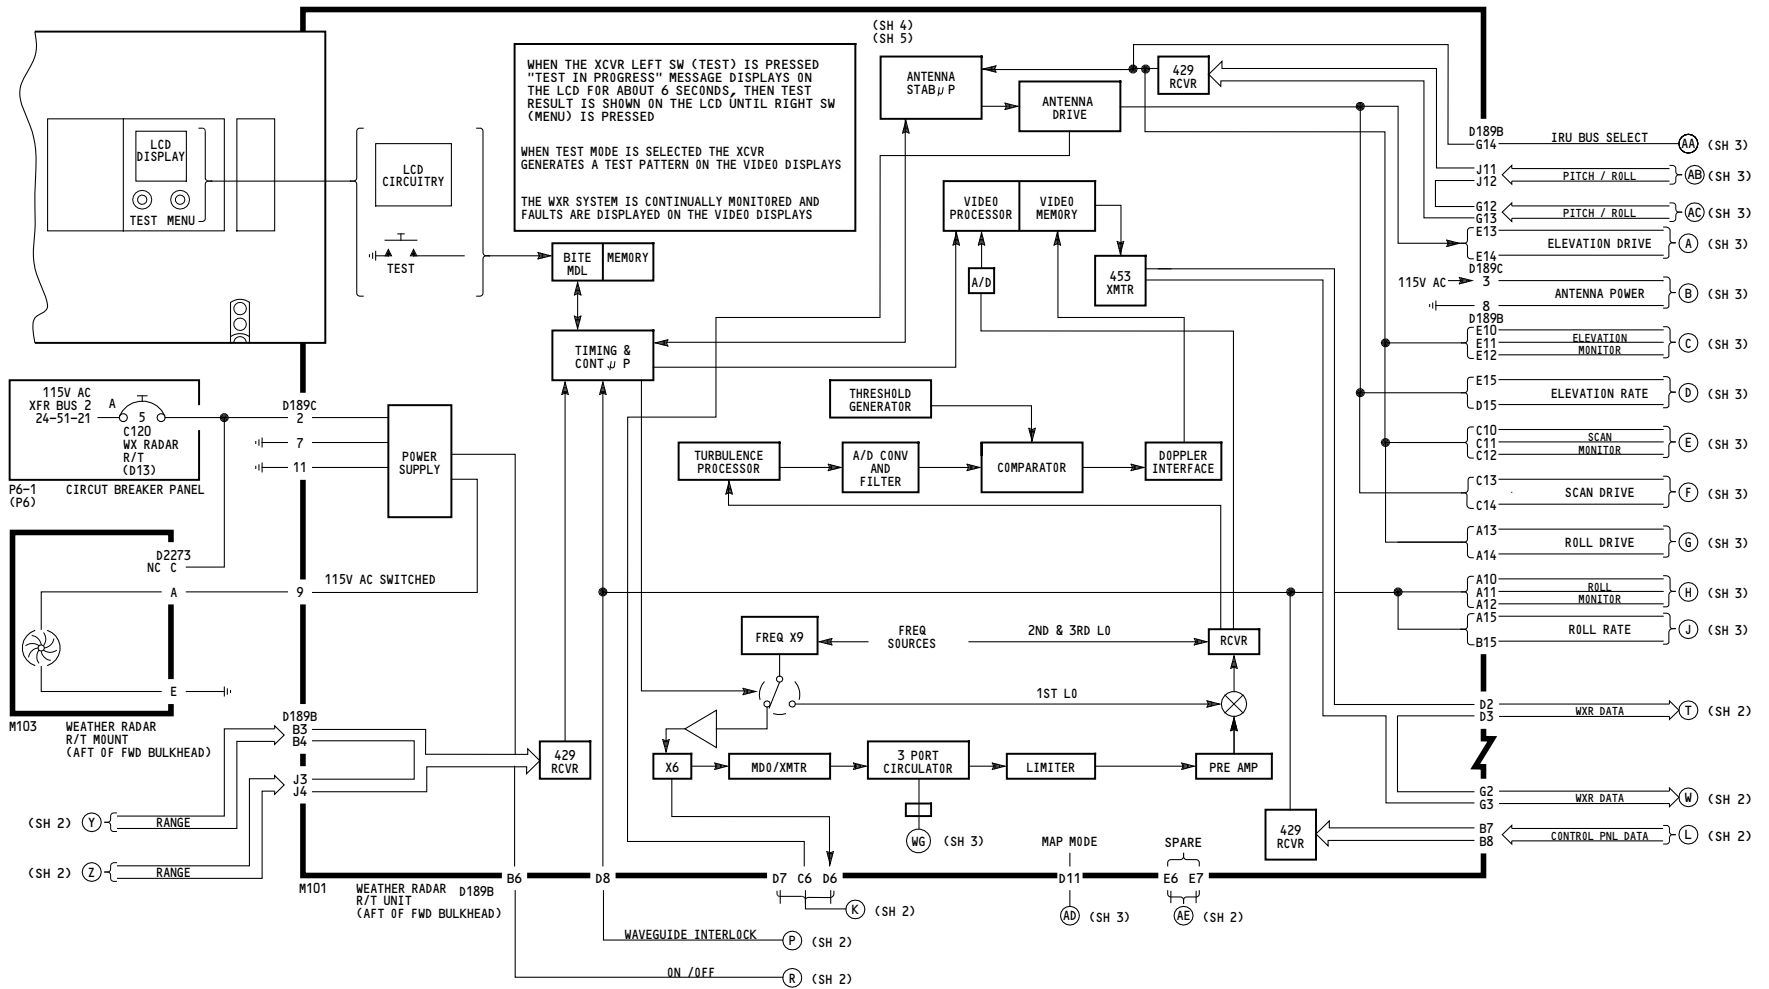 (SH 4)
(SH 5)
WHEN THE XCVR LEFT SW (TEST) IS PRESSED
"TEST IN PROGRESS" MESSAGE DISPLAYS ON
THE LCD FOR ABOUT 6 SECONDS, THEN TEST
RESULT IS SHOWN ON THE LCD UNTIL RIGHT SW
(MENU) IS PRESSED
WHEN TEST MODE IS SELECTED THE XCVR
GENERATES A TEST PATTERN ON THE VIDEO DISPLAYS
THE WXR SYSTEM IS CONTINUALLY MONITORED AND
FAULTS ARE DISPLAYED ON THE VIDEO DISPLAYS
LCD
DISPLAY
TEST MENU
LCD
CIRCUITRY
TEST
BITE
MDL
MEMORY
TIMING &
CONT µ P
ANTENNA
STAB µ P
ANTENNA
DRIVE
429
RCVR
VIDEO
PROCESSOR
VIDEO
MEMORY
A/D
453
XMTR
THRESHOLD
GENERATOR
TURBULENCE
PROCESSOR
A/D CONV
AND
FILTER
COMPARATOR
DOPPLER
INTERFACE
115V AC
XFR BUS 2
24-51-21
A
5
C120
WX RADAR
R/T
(D13)
P6-1
(P6)
CIRCUT BREAKER PANEL
D189C
2
7
11
POWER
SUPPLY
D2273
NC C
A
9
115V AC SWITCHED
E
M103
WEATHER RADAR
R/T MOUNT
(AFT OF FWD BULKHEAD)
D189B
B3
B4
J3
J4
429
RCVR
(SH 2) Y RANGE
(SH 2) Z RANGE
FREQ X9
FREQ
SOURCES
2ND & 3RD LO
RCVR
1ST LO
X6
MDO/XMTR
3 PORT
CIRCULATOR
LIMITER
PRE AMP
WG (SH 3)
MAP MODE
D11
AD (SH 3)
SPARE
E6 E7
AE (SH 2)
429
RCVR
M101
WEATHER RADAR
R/T UNIT
(AFT OF FWD BULKHEAD)
D189B
B6
D8
D7 C6 D6
K (SH 2)
WAVEGUIDE INTERLOCK P (SH 2)
ON /OFF R (SH 2)
D189B
G14 IRU BUS SELECT AA (SH 3)
J11
J12
PITCH / ROLL AB (SH 3)
G12
G13
PITCH / ROLL AC (SH 3)
E13
E14
ELEVATION DRIVE A (SH 3)
D189C
115V AC 3
8
ANTENNA POWER B (SH 3)
D189B
E10
E11
E12
ELEVATION
MONITOR
C (SH 3)
E15
D15
ELEVATION RATE D (SH 3)
C10
C11
C12
SCAN
MONITOR
E (SH 3)
C13
C14
SCAN DRIVE F (SH 3)
A13
A14
ROLL DRIVE G (SH 3)
A10
A11
A12
ROLL
MONITOR
H (SH 3)
A15
B15
ROLL RATE J (SH 3)
D2
D3
WXR DATA T (SH 2)
G2
G3
WXR DATA W (SH 2)
B7
B8
CONTROL PNL DATA L (SH 2)